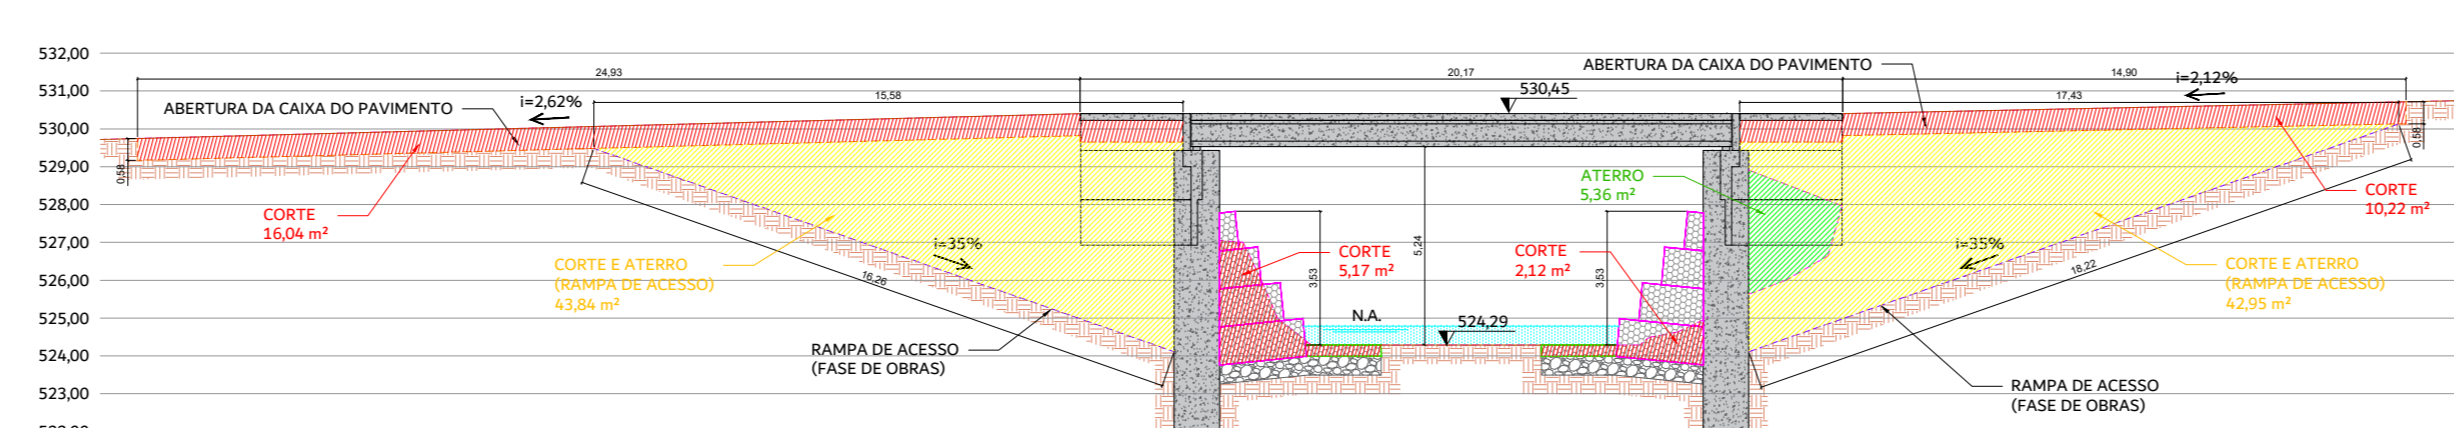 532,00
531,00
530,00
529,00
528,00
527,00
526,00
525,00
524,00
523,00
24,93
20,17
14,90
15,58
17,43
ABERTURA DA CAIXA DO PAVIMENTO
i=2,62%
530,45
ABERTURA DA CAIXA DO PAVIMENTO
i=2,12%
0,58
0,58
CORTE
16,04 m²
CORTE E ATERRO
(RAMPA DE ACESSO)
43,84 m²
i=35%
16,26
RAMPA DE ACESSO
(FASE DE OBRAS)
CORTE
5,17 m²
3,53
5,24
N.A.
524,29
CORTE
2,12 m²
3,53
ATERRO
5,36 m²
CORTE
10,22 m²
i=35%
18,22
CORTE E ATERRO
(RAMPA DE ACESSO)
42,95 m²
RAMPA DE ACESSO
(FASE DE OBRAS)